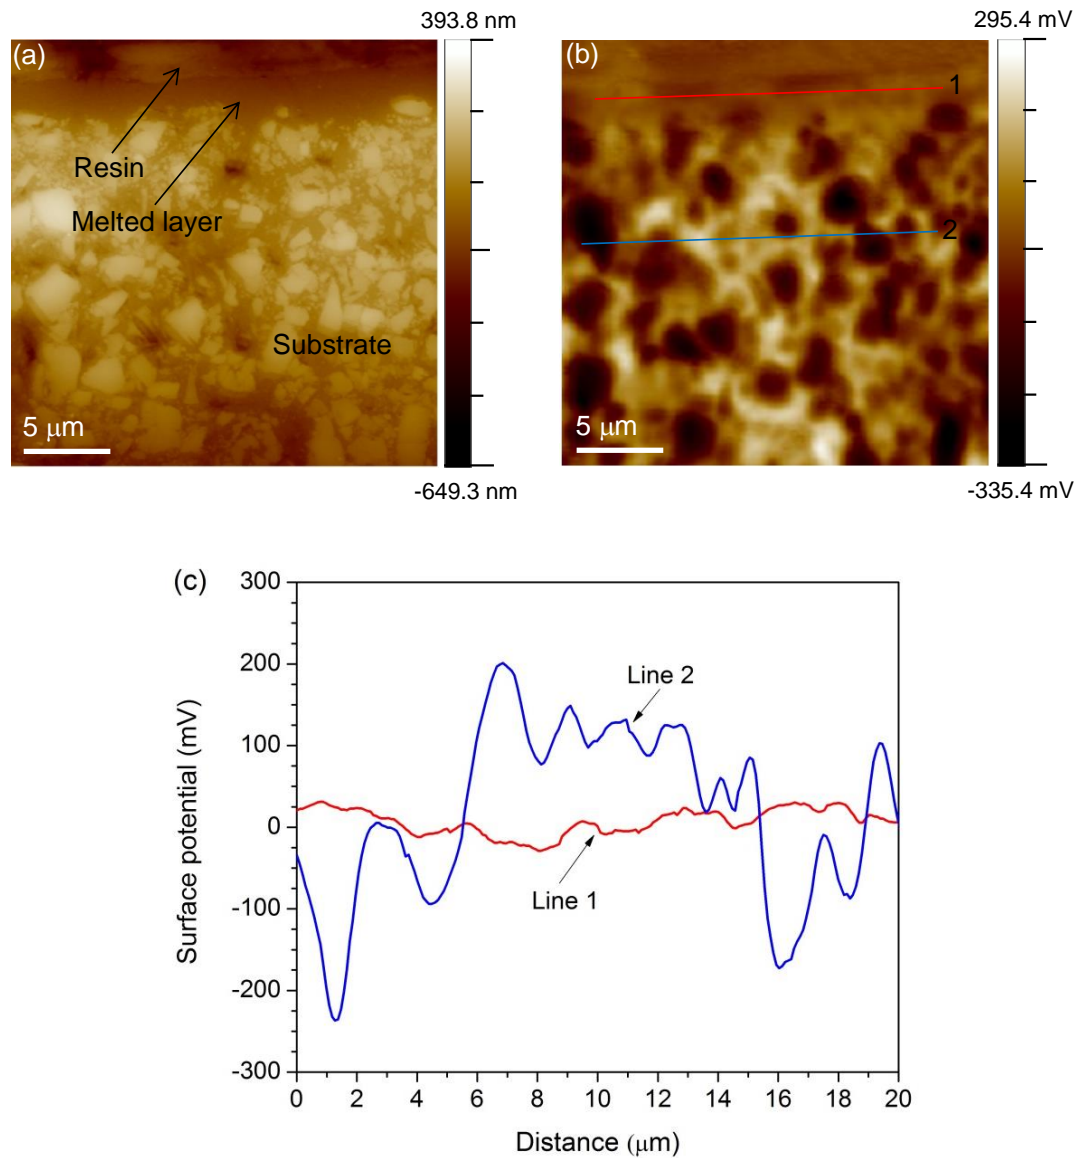 393.8 nm
295.4 mV
(a)
(b)
1
Resin
Melted layer
2
Substrate
5 μm
5 μm
-649.3 nm
-335.4 mV
(c)
300
200
100
0
-100
-200
-300
Surface potential (mV)
Line 2
Line 1
0 2 4 6 8 10 12 14 16 18 20
Distance (μm)